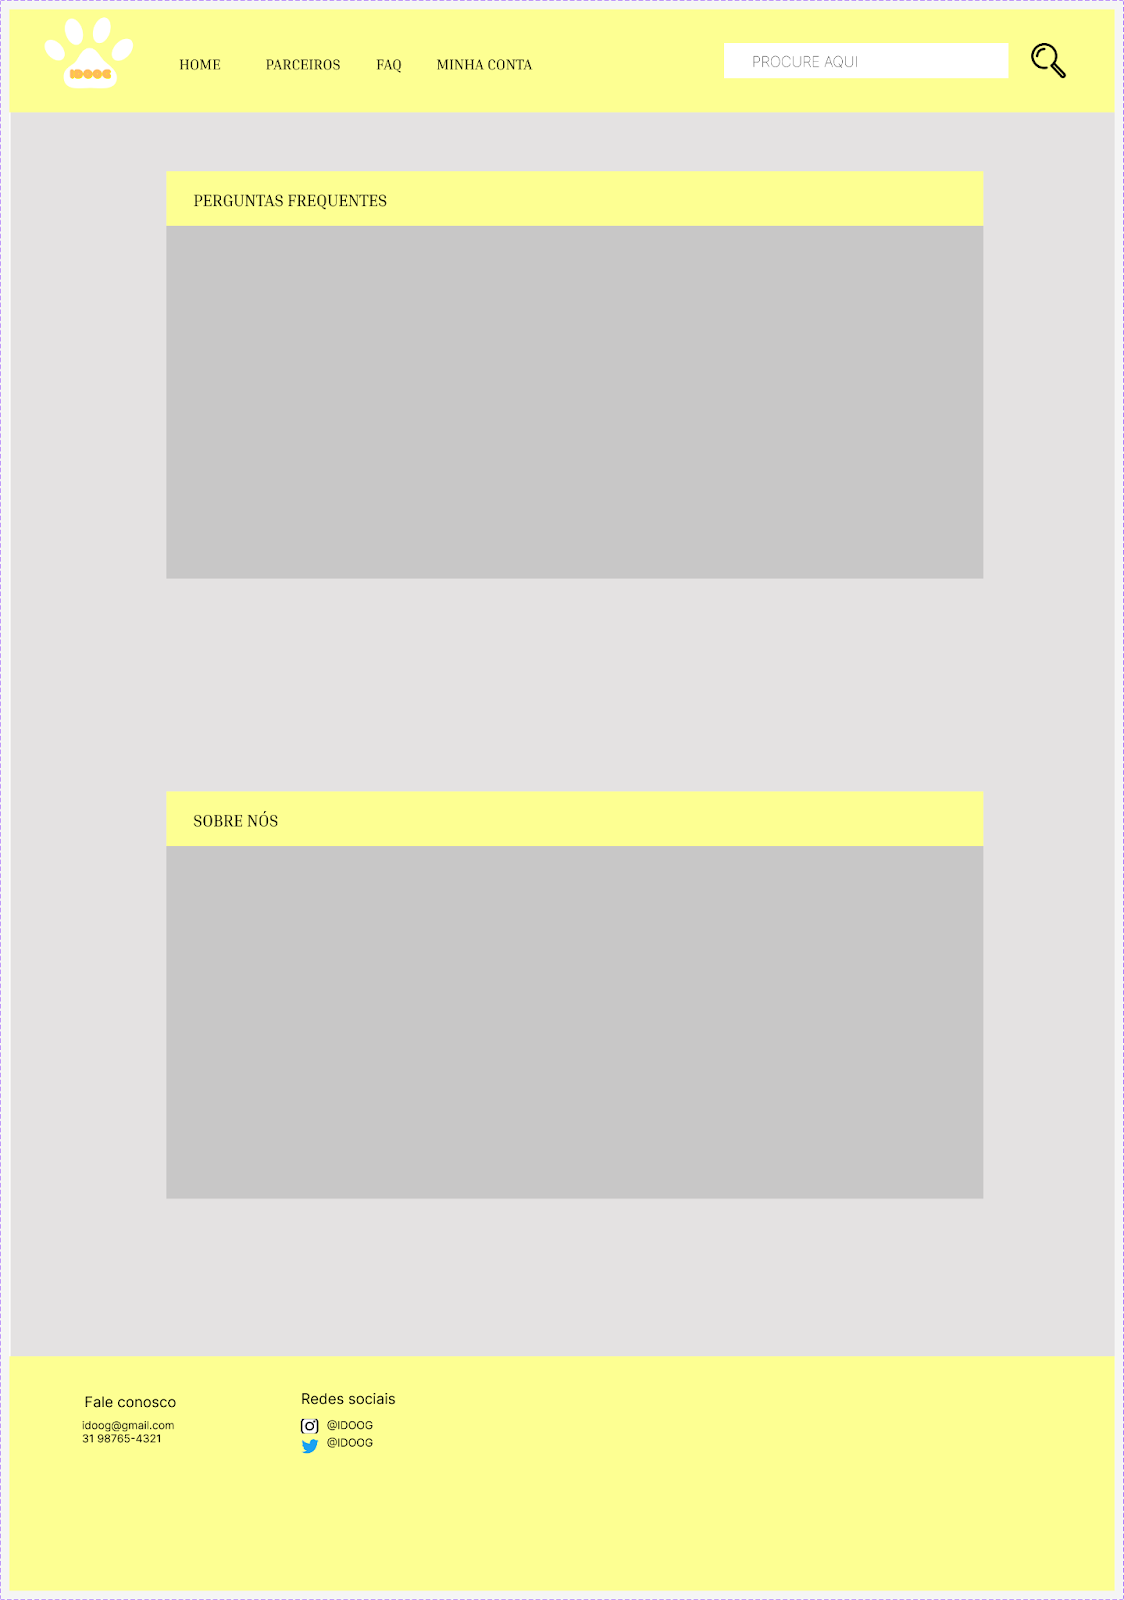 IDOOG
HOME PARCEIROS FAQ MINHA CONTA
PROCURE AQUI
PERGUNTAS FREQUENTES
SOBRE NÓS
Fale conosco
idoog@gmail.com
31 98765-4321
Redes sociais
@IDOOG
@IDOOG